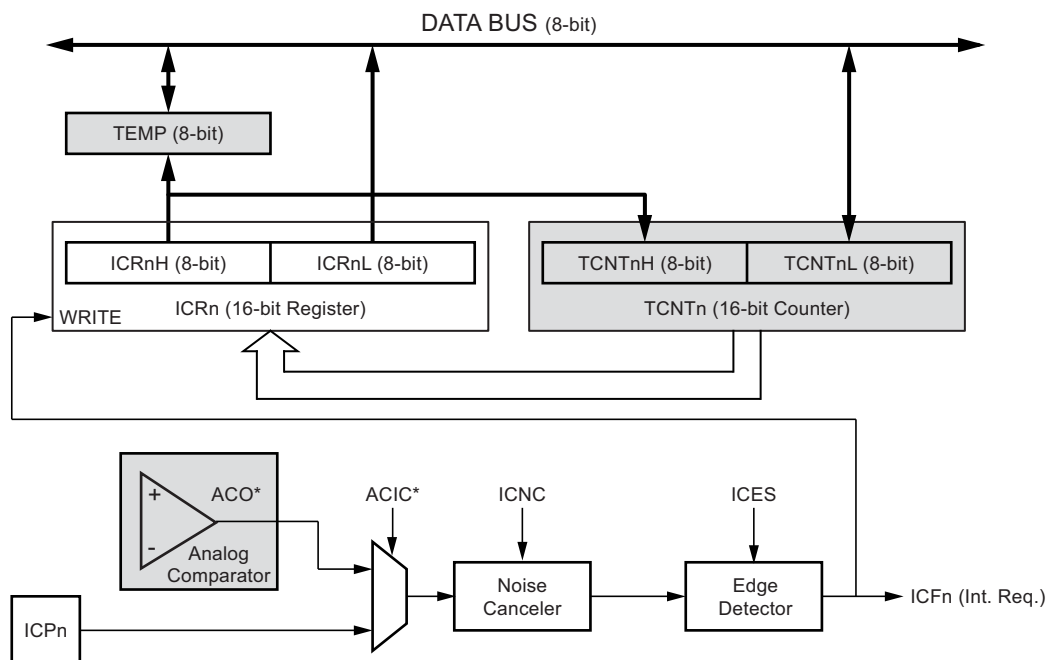 DATA BUS (8-bit)
TEMP (8-bit)
ICRnH (8-bit)
ICRnL (8-bit)
TCNTnH (8-bit)
TCNTnL (8-bit)
ICRn (16-bit Register)
TCNTn (16-bit Counter)
WRITE
+
ACO*
-
Analog
Comparator
ACIC*
ICNC
ICES
Noise
Canceler
Edge
Detector
ICFn (Int. Req.)
ICPn